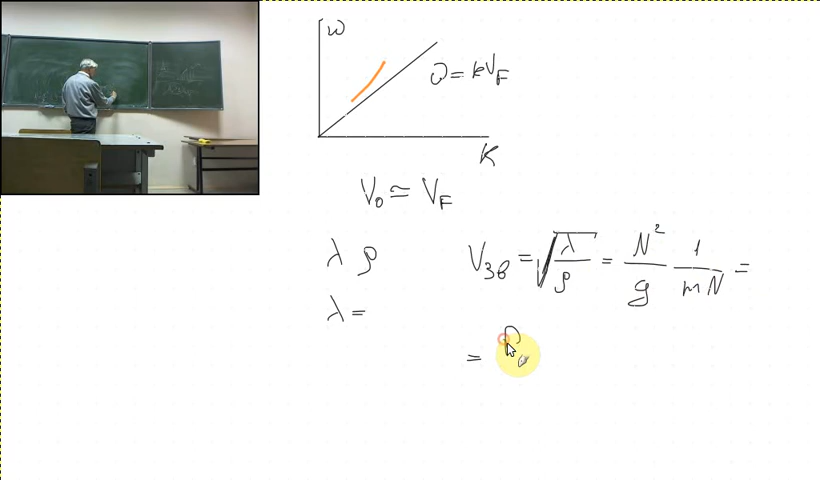 ω
ω = kV_F
K
V₀ ≃ V_F
λ ρ
V_зв = √(λ/ρ) = N²/g 1/mN =
λ =
=